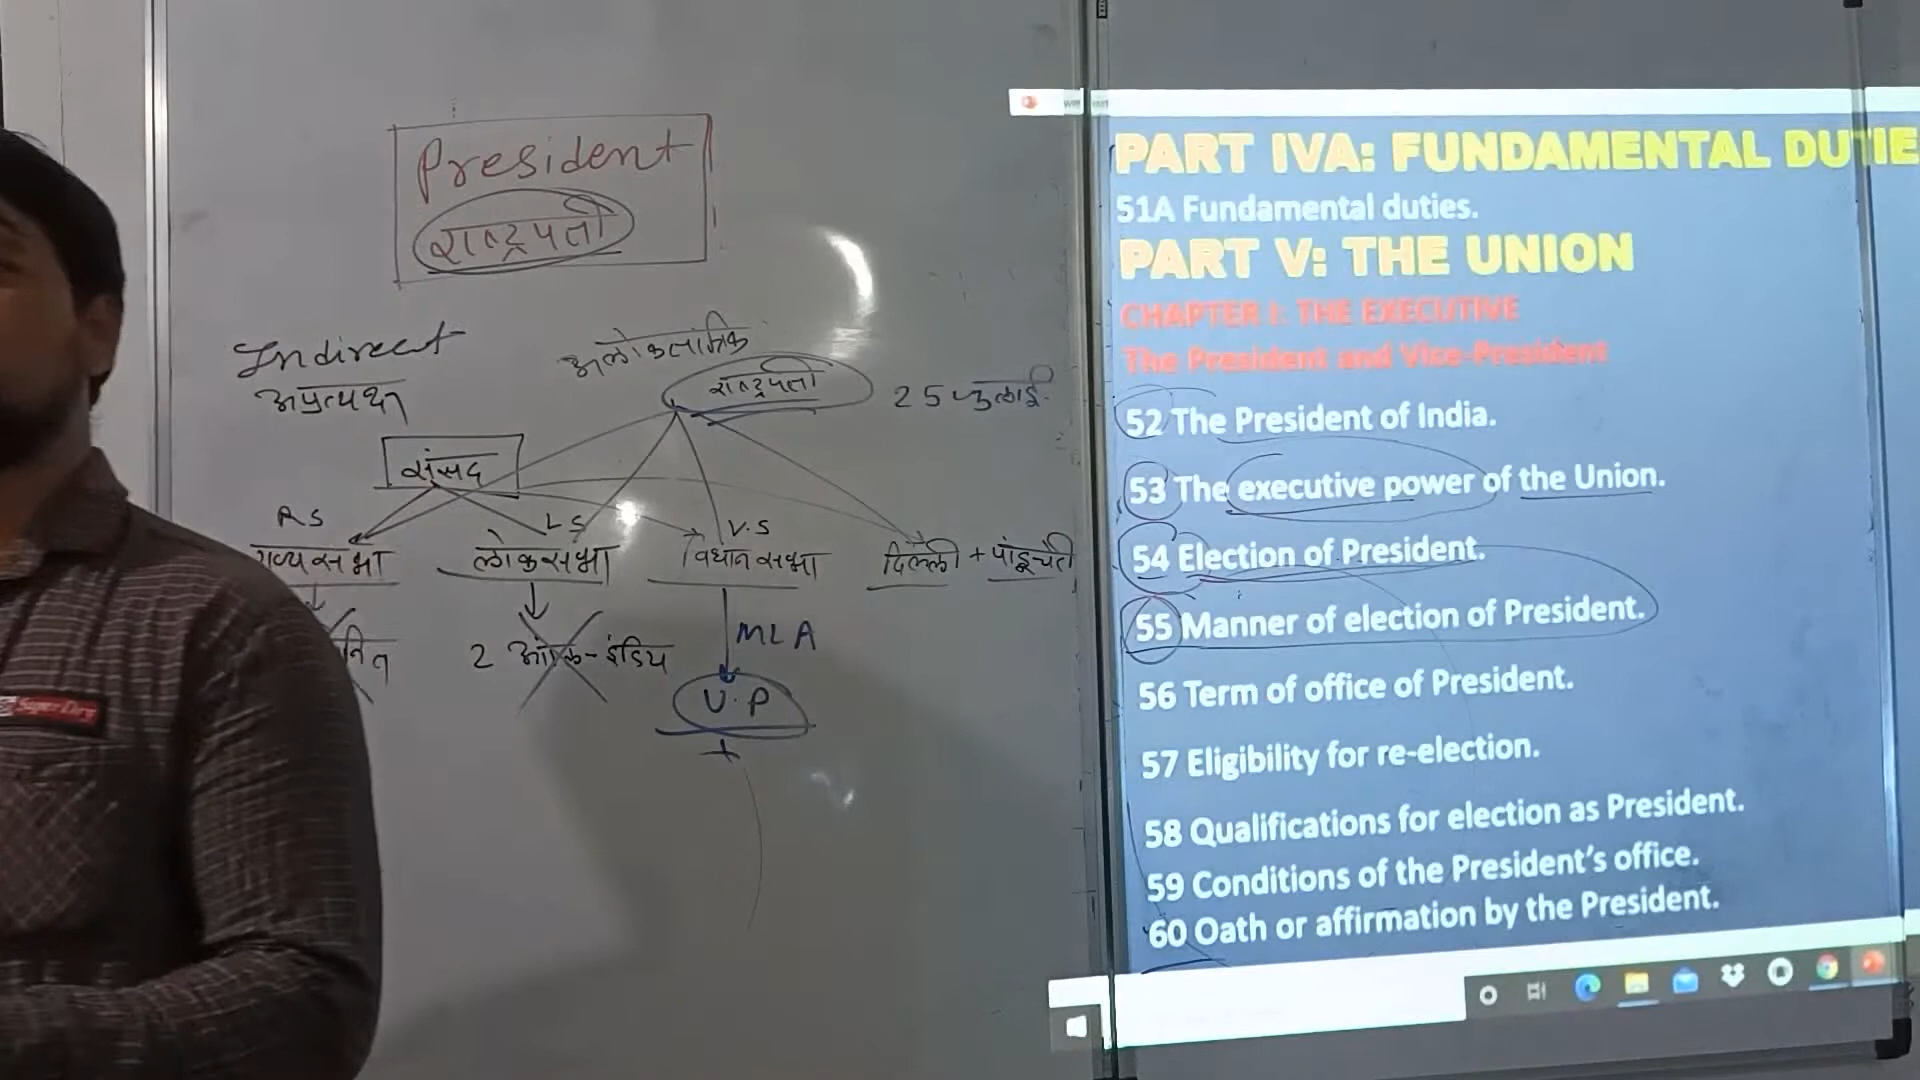 President
राष्ट्रपती
Indirect
अप्रत्यक्ष
अलोकतांत्रिक
राष्ट्रपती
25 जुलाई
संसद
RS
LS
V.S
राज्यसभा
लोकसभा
विधानसभा
दिल्ली + पांडूचेरी
2
MLA
U.P
+
SuperDry
PART IVA: FUNDAMENTAL DUTIE
51A Fundamental duties.
PART V: THE UNION
CHAPTER I: THE EXECUTIVE
The President and Vice-President
52 The President of India.
53 The executive power of the Union.
54 Election of President.
55 Manner of election of President.
56 Term of office of President.
57 Eligibility for re-election.
58 Qualifications for election as President.
59 Conditions of the President's office.
60 Oath or affirmation by the President.